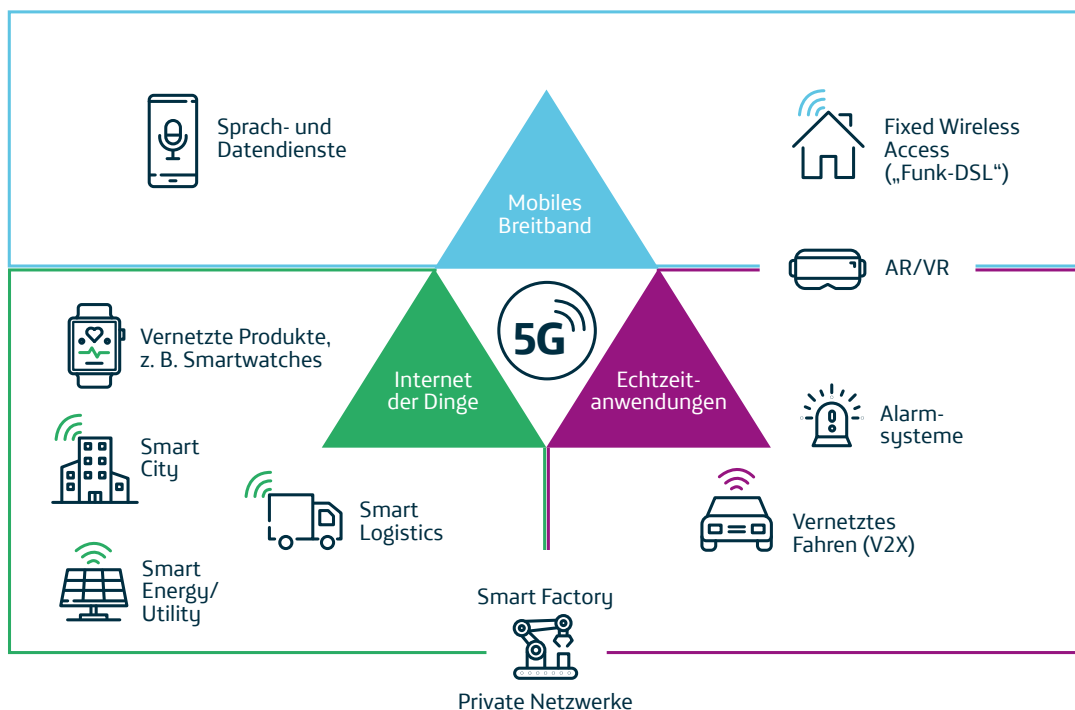 Sprach- und
Datendienste
Mobiles
Breitband
Fixed Wireless
Access
(„Funk-DSL“)
AR/VR
5G
Vernetzte Produkte,
z. B. Smartwatches
Internet
der Dinge
Echtzeit-
anwendungen
Alarm-
systeme
Smart
City
Smart
Logistics
Vernetztes
Fahren (V2X)
Smart
Energy/
Utility
Smart Factory
Private Netzwerke